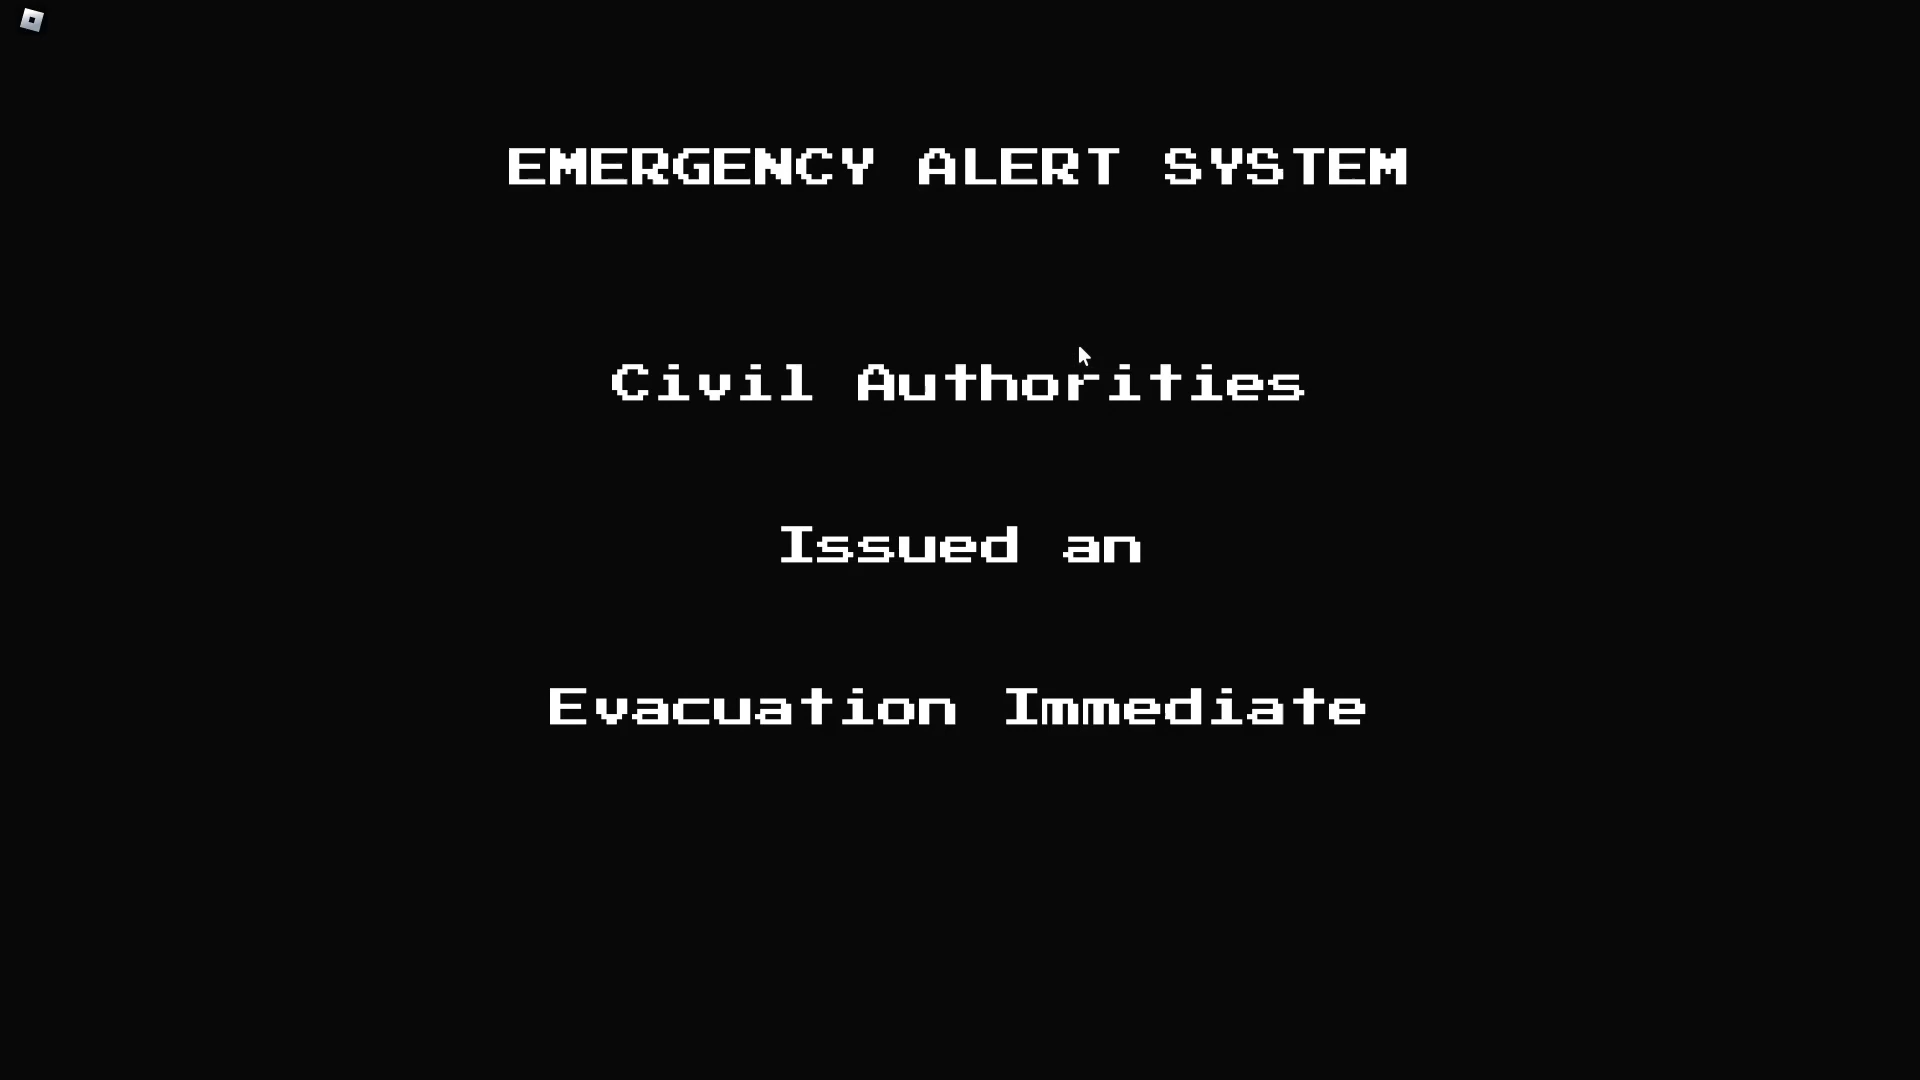 EMERGENCY ALERT SYSTEM
Civil Authorities
Issued an
Evacuation Immediate